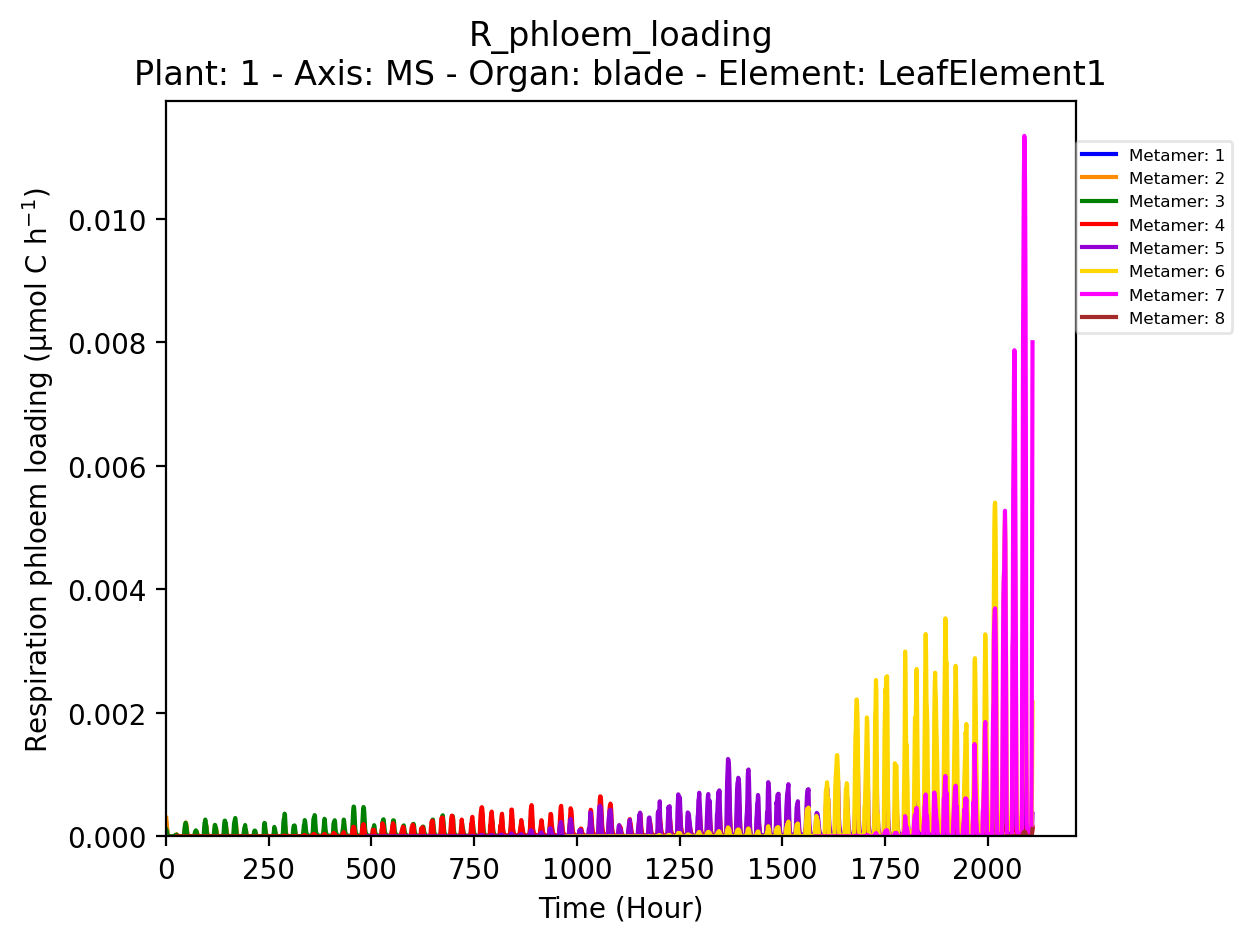 R_phloem_loading
Plant: 1 - Axis: MS - Organ: blade - Element: LeafElement1
Respiration phloem loading (µmol C h⁻¹)
0.010
0.008
0.006
0.004
0.002
0.000
0 250 500 750 1000 1250 1500 1750 2000
Time (Hour)
Metamer: 1
Metamer: 2
Metamer: 3
Metamer: 4
Metamer: 5
Metamer: 6
Metamer: 7
Metamer: 8